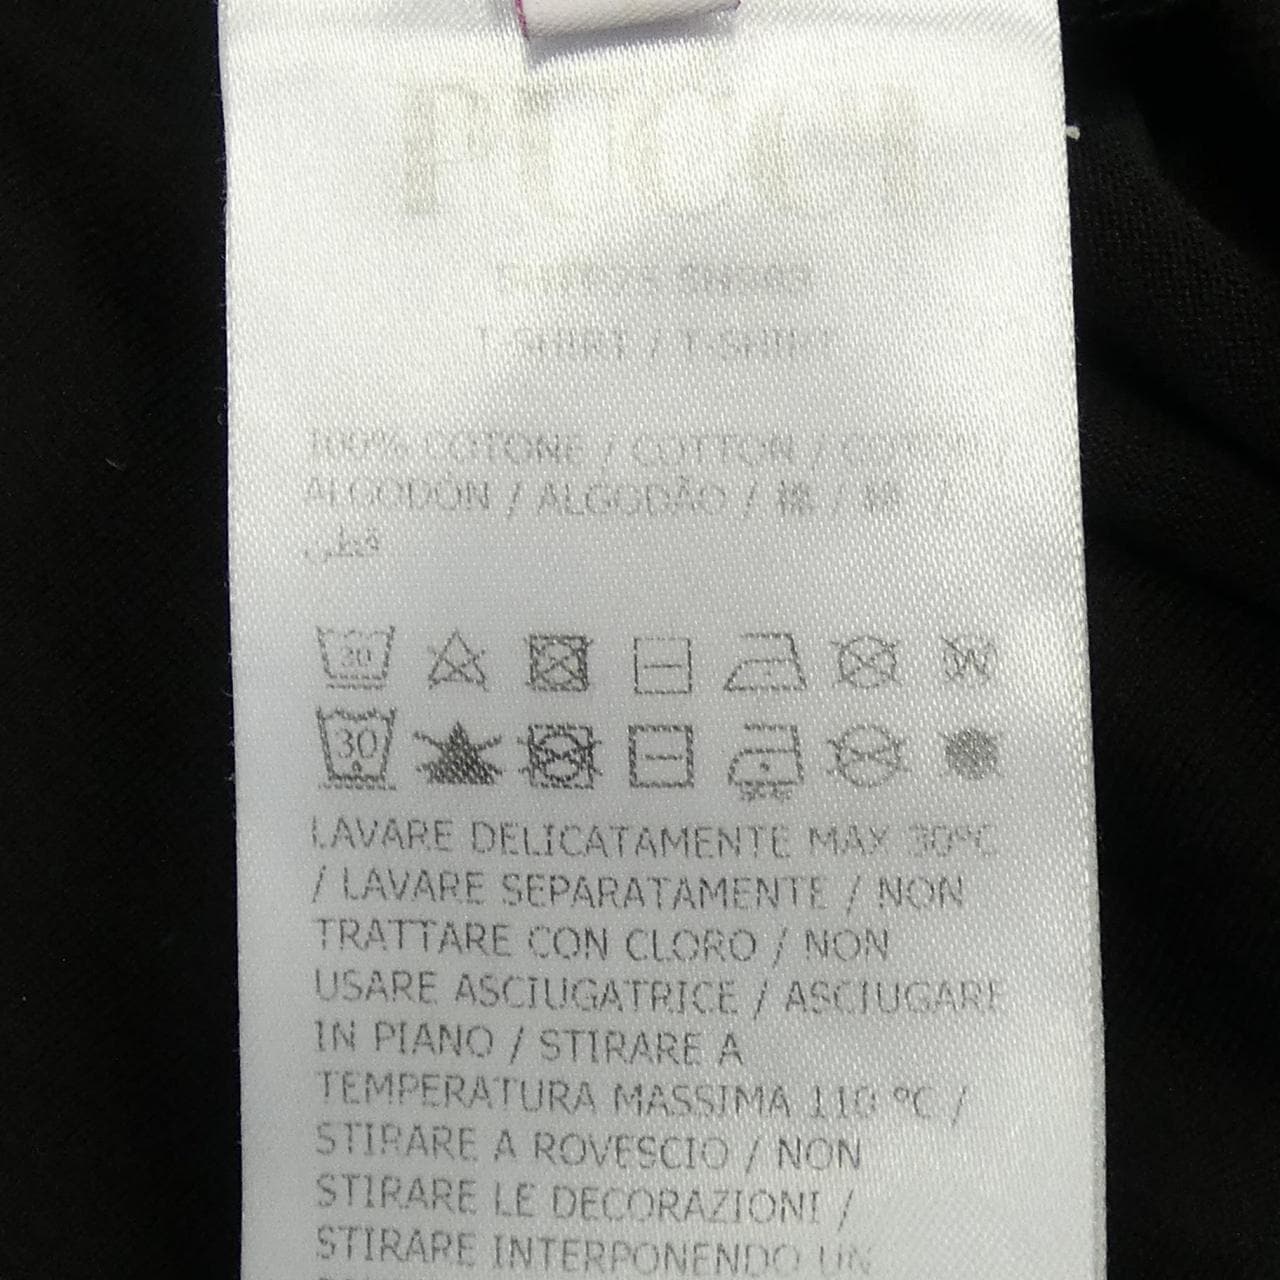 PUCCI
T-SHIRT / T-SHIRT
100% COTONE / COTTON / COTTON /
ALGODÓN / ALGODÃO / 棉 / 綿 /
قطن
30
W
30
LAVARE DELICATAMENTE MAX 30°C
/ LAVARE SEPARATAMENTE / NON
TRATTARE CON CLORO / NON
USARE ASCIUGATRICE / ASCIUGARE
IN PIANO / STIRARE A
TEMPERATURA MASSIMA 110 °C /
STIRARE A ROVESCIO / NON
STIRARE LE DECORAZIONI /
STIRARE INTERPONENDO UN